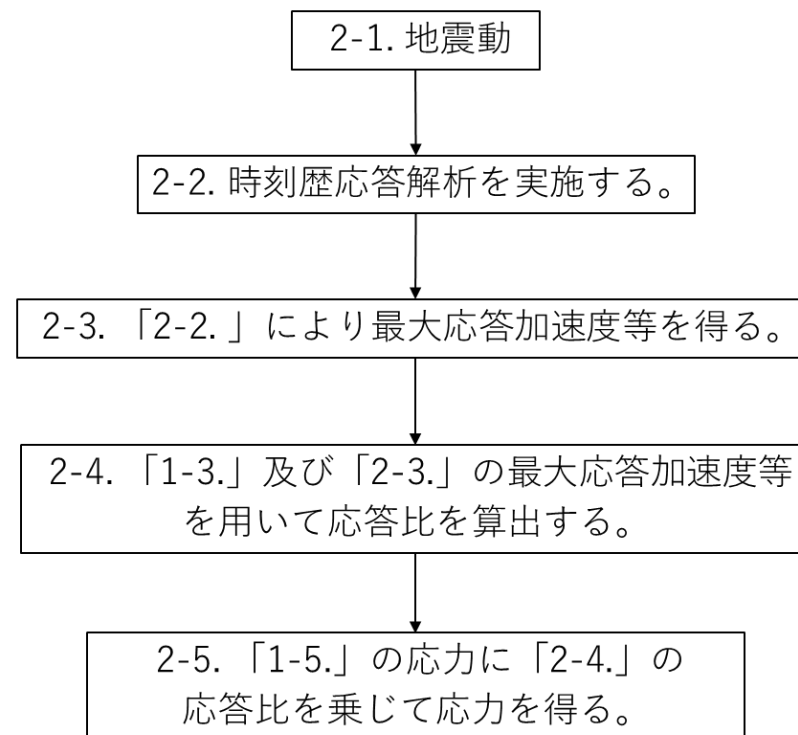 2-1. 地震動
2-2. 時刻歴応答解析を実施する。
2-3. 「2-2. 」により最大応答加速度等を得る。
2-4. 「1-3.」及び「2-3.」の最大応答加速度等
を用いて応答比を算出する。
2-5. 「1-5.」の応力に「2-4.」の
応答比を乗じて応力を得る。